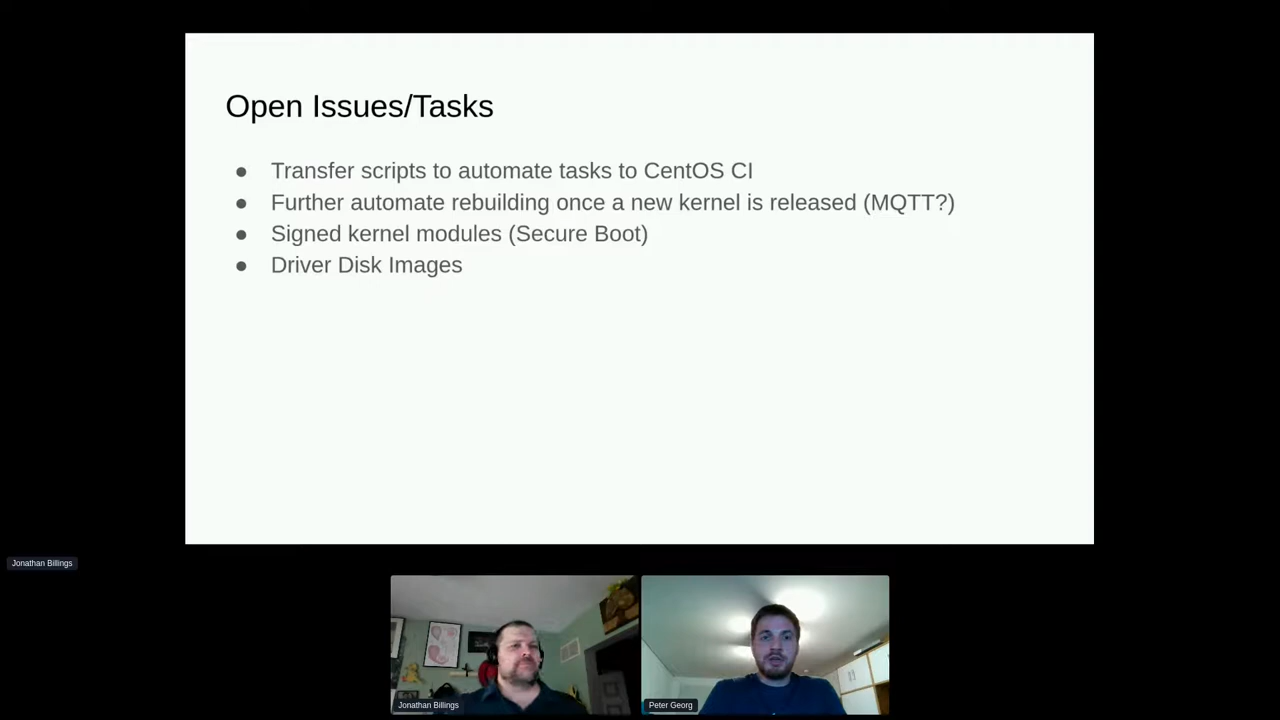 Open Issues/Tasks
● Transfer scripts to automate tasks to CentOS CI
● Further automate rebuilding once a new kernel is released (MQTT?)
● Signed kernel modules (Secure Boot)
● Driver Disk Images
Jonathan Billings
Jonathan Billings
Peter Georg